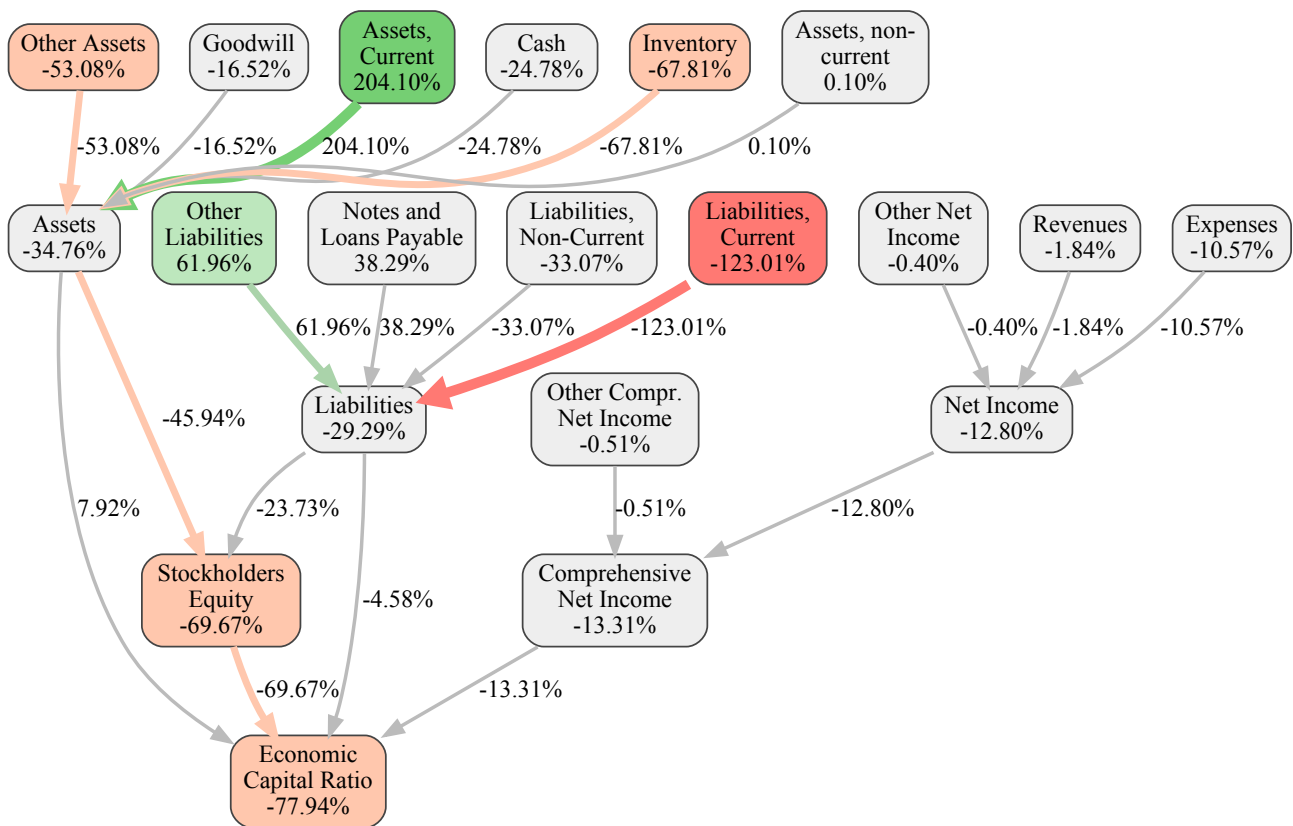 Other Assets
-53.08%
Goodwill
-16.52%
Assets,
Current
204.10%
Cash
-24.78%
Inventory
-67.81%
Assets, non-
current
0.10%
-53.08%
-16.52%
204.10%
-24.78%
-67.81%
0.10%
Assets
-34.76%
Other
Liabilities
61.96%
Notes and
Loans Payable
38.29%
Liabilities,
Non-Current
-33.07%
Liabilities,
Current
-123.01%
Other Net
Income
-0.40%
Revenues
-1.84%
Expenses
-10.57%
61.96%
38.29%
-33.07%
-123.01%
-0.40%
-1.84%
-10.57%
Liabilities
-29.29%
Other Compr.
Net Income
-0.51%
Net Income
-12.80%
-45.94%
7.92%
-23.73%
-4.58%
-0.51%
-12.80%
Stockholders
Equity
-69.67%
Comprehensive
Net Income
-13.31%
-69.67%
-13.31%
Economic
Capital Ratio
-77.94%